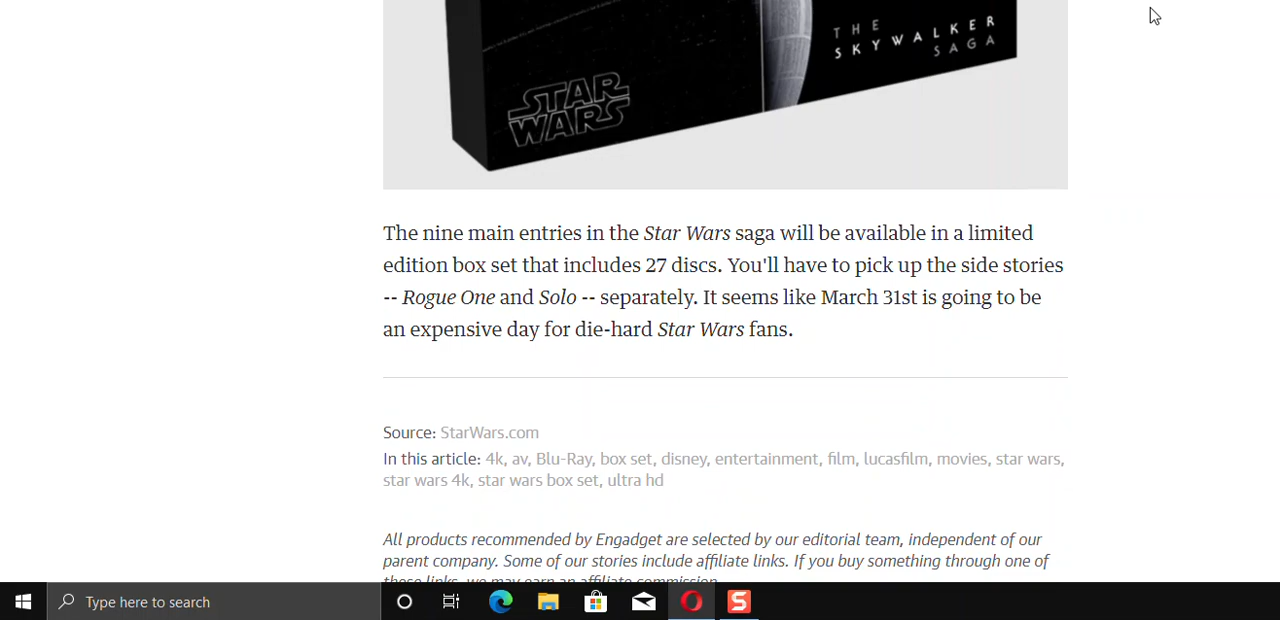 THE
SKYWALKER
SAGA
STAR
WARS
The nine main entries in the Star Wars saga will be available in a limited
edition box set that includes 27 discs. You'll have to pick up the side stories
-- Rogue One and Solo -- separately. It seems like March 31st is going to be
an expensive day for die-hard Star Wars fans.
Source: StarWars.com
In this article: 4k, av, Blu-Ray, box set, disney, entertainment, film, lucasfilm, movies, star wars,
star wars 4k, star wars box set, ultra hd
All products recommended by Engadget are selected by our editorial team, independent of our
parent company. Some of our stories include affiliate links. If you buy something through one of
these links, we may earn an affiliate commission.
Type here to search